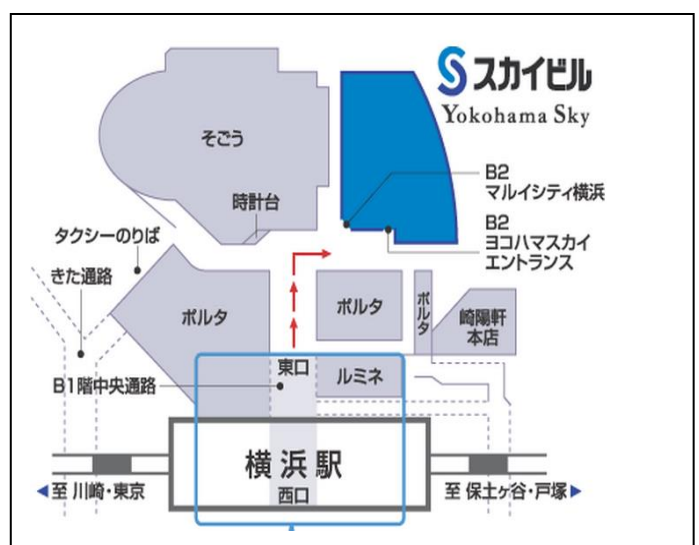 スカイビル
Yokohama Sky
そごう
B2
マルイシティ横浜
時計台
B2
ヨコハマスカイ
エントランス
タクシーのりば
きた通路
ポルタ
ポルタ
ポルタ
崎陽軒
本店
東口
ルミネ
B1階中央通路
横浜駅
西口
至 川崎・東京
至 保土ヶ谷・戸塚